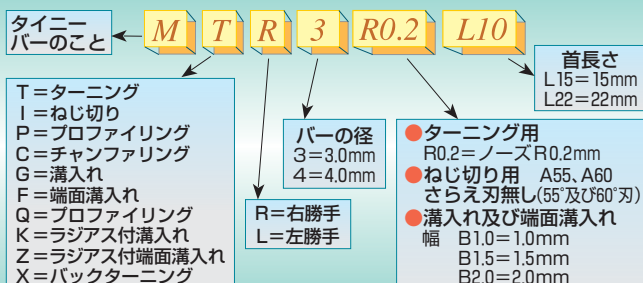 タイニー
バーのこと
M T R 3 R0.2 L10
首長さ
L15＝15mm
L22＝22mm
T＝ターニング
I＝ねじ切り
P＝プロファイリング
C＝チャンファリング
G＝溝入れ
F＝端面溝入れ
Q＝プロファイリング
K＝ラジアス付溝入れ
Z＝ラジアス付端面溝入れ
X＝バックターニング
R＝右勝手
L＝左勝手
バーの径
3＝3.0mm
4＝4.0mm
●ターニング用
R0.2＝ノーズR0.2mm
●ねじ切り用 A55、A60
さらえ刃無し(55°及び60°刃)
●溝入れ及び端面溝入れ
幅 B1.0＝1.0mm
B1.5＝1.5mm
B2.0＝2.0mm